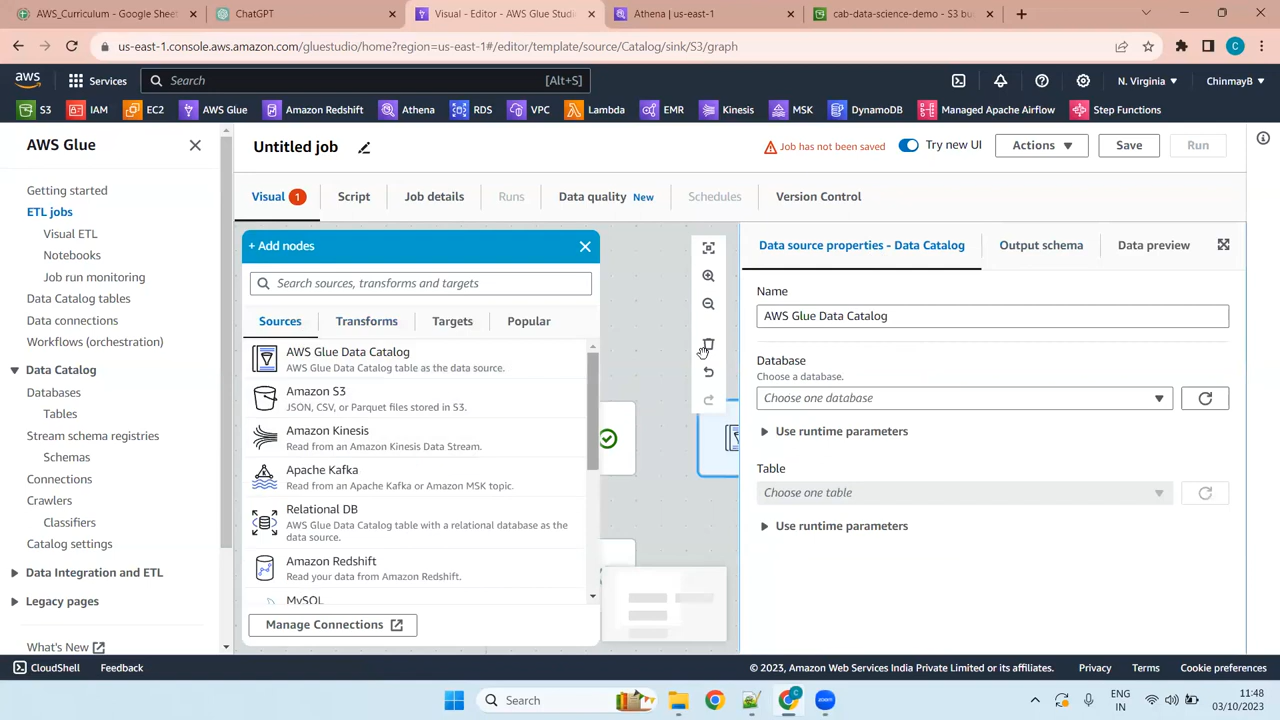 AWS_Curriculum - Google Sheet
ChatGPT
Visual - Editor - AWS Glue Studi
Athena | us-east-1
cab-data-science-demo - S3 bu
us-east-1.console.aws.amazon.com/gluestudio/home?region=us-east-1#/editor/template/source/Catalog/sink/S3/graph
C
aws
Services
Search
[Alt+S]
N. Virginia
ChinmayB
S3
IAM
EC2
AWS Glue
Amazon Redshift
Athena
RDS
VPC
Lambda
EMR
Kinesis
MSK
DynamoDB
Managed Apache Airflow
Step Functions
AWS Glue
Getting started
ETL jobs
Visual ETL
Notebooks
Job run monitoring
Data Catalog tables
Data connections
Workflows (orchestration)
Data Catalog
Databases
Tables
Stream schema registries
Schemas
Connections
Crawlers
Classifiers
Catalog settings
Data Integration and ETL
Legacy pages
What's New
Untitled job
Job has not been saved
Try new UI
Actions
Save
Run
Visual 1
Script
Job details
Runs
Data quality New
Schedules
Version Control
+ Add nodes
Search sources, transforms and targets
Sources
Transforms
Targets
Popular
AWS Glue Data Catalog
AWS Glue Data Catalog table as the data source.
Amazon S3
JSON, CSV, or Parquet files stored in S3.
Amazon Kinesis
Read from an Amazon Kinesis Data Stream.
Apache Kafka
Read from an Apache Kafka or Amazon MSK topic.
Relational DB
AWS Glue Data Catalog table with a relational database as the
data source.
Amazon Redshift
Read your data from Amazon Redshift.
MySQL
Manage Connections
Data source properties - Data Catalog
Output schema
Data preview
Name
AWS Glue Data Catalog
Database
Choose a database.
Choose one database
Use runtime parameters
Table
Choose one table
Use runtime parameters
CloudShell
Feedback
© 2023, Amazon Web Services India Private Limited or its affiliates.
Privacy
Terms
Cookie preferences
Search
ENG
IN
11:48
03/10/2023